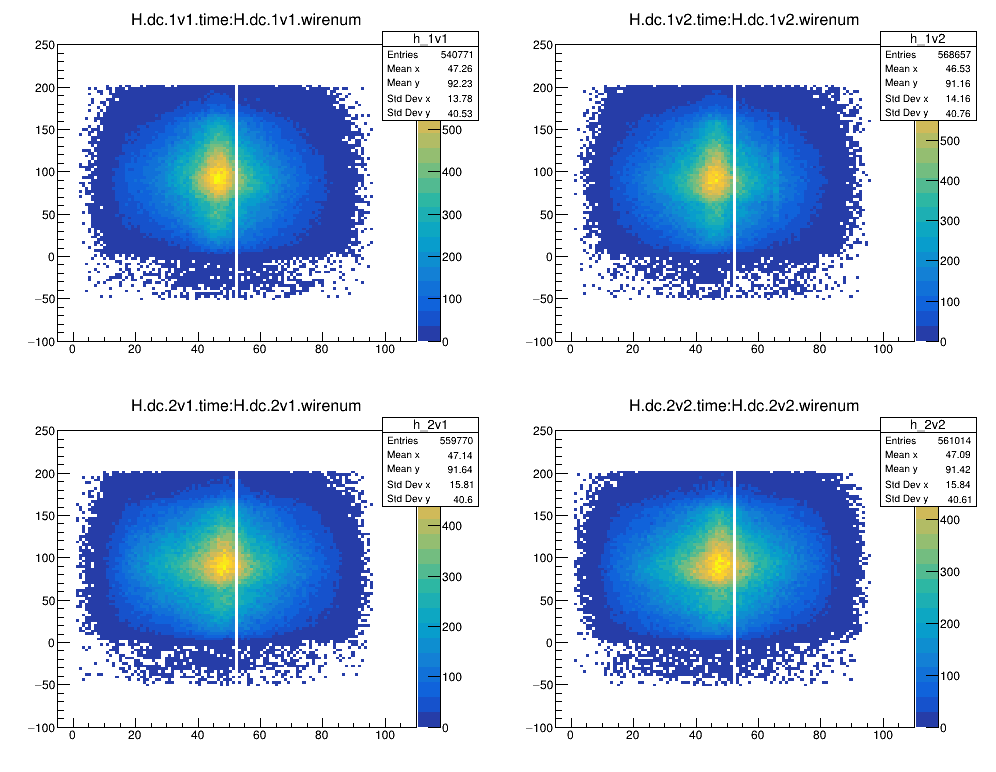 H.dc.1v1.time:H.dc.1v1.wirenum
h_1v1
Entries 540771
Mean x 47.26
Mean y 92.23
Std Dev x 13.78
Std Dev y 40.53
250
200
150
100
50
0
−50
−100
0 20 40 60 80 100
500
400
300
200
100
0
H.dc.1v2.time:H.dc.1v2.wirenum
h_1v2
Entries 568657
Mean x 46.53
Mean y 91.16
Std Dev x 14.16
Std Dev y 40.76
250
200
150
100
50
0
−50
−100
0 20 40 60 80 100
500
400
300
200
100
0
H.dc.2v1.time:H.dc.2v1.wirenum
h_2v1
Entries 559770
Mean x 47.14
Mean y 91.64
Std Dev x 15.81
Std Dev y 40.6
250
200
150
100
50
0
−50
−100
0 20 40 60 80 100
400
300
200
100
0
H.dc.2v2.time:H.dc.2v2.wirenum
h_2v2
Entries 561014
Mean x 47.09
Mean y 91.42
Std Dev x 15.84
Std Dev y 40.61
250
200
150
100
50
0
−50
−100
0 20 40 60 80 100
400
300
200
100
0